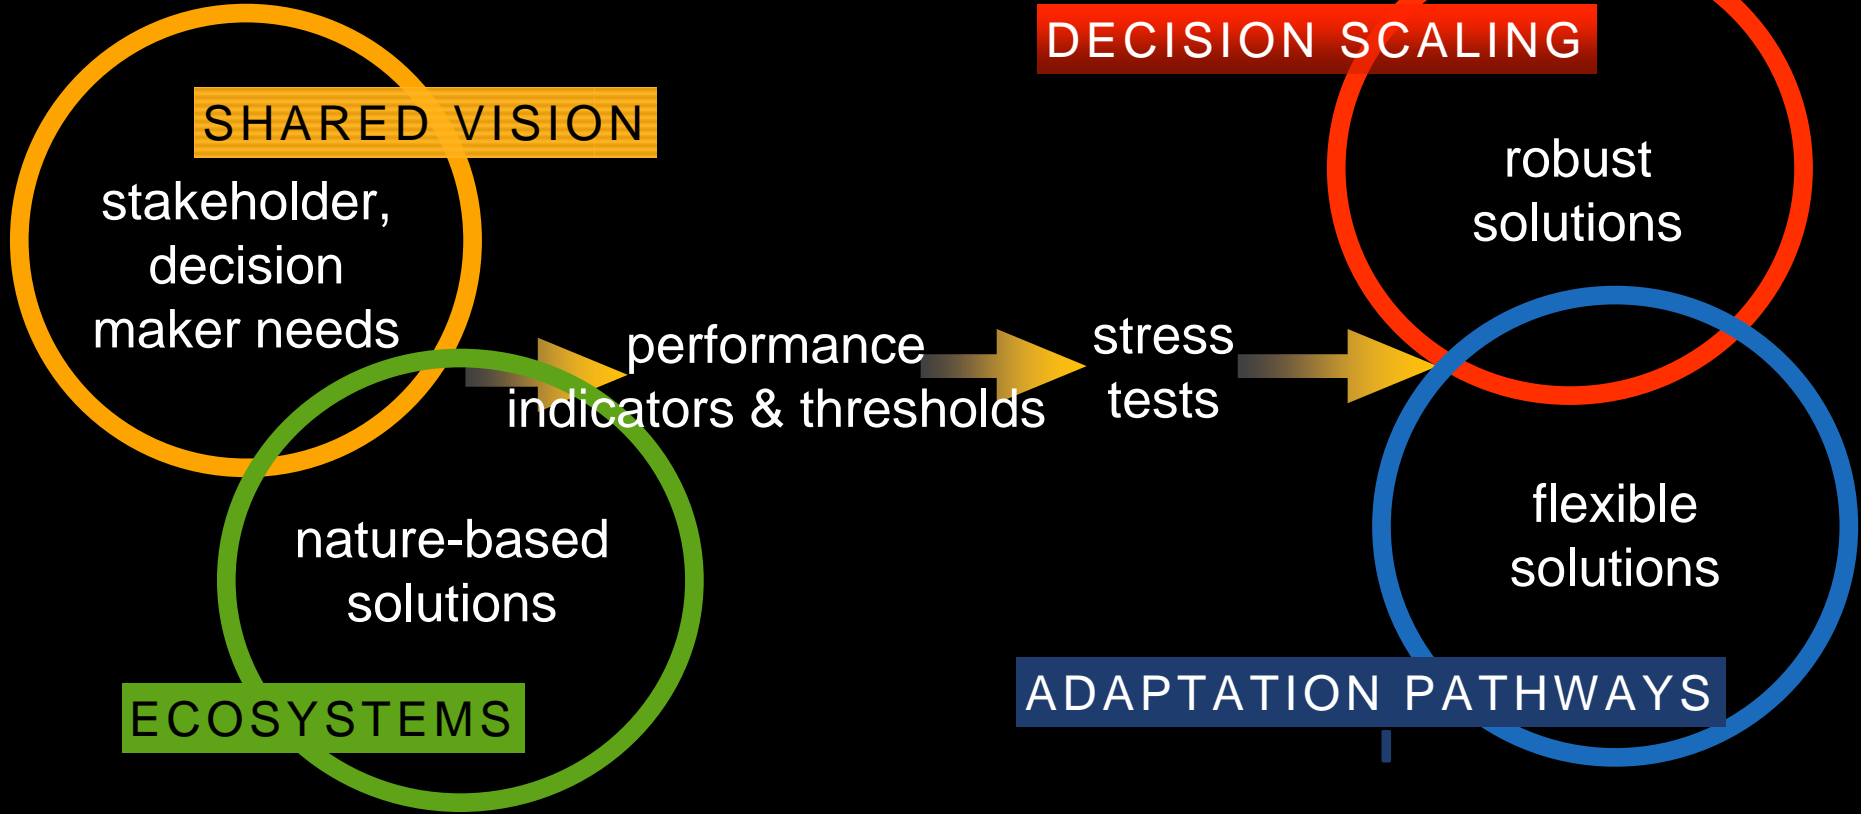 SHARED VISION
stakeholder,
decision
maker needs
nature-based
solutions
ECOSYSTEMS
performance
indicators & thresholds
stress
tests
DECISION SCALING
robust
solutions
flexible
solutions
ADAPTATION PATHWAYS